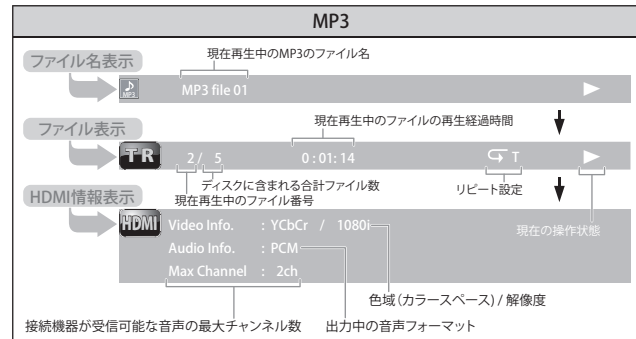 MP3
ファイル名表示
現在再生中のMP3のファイル名
MP3
MP3 file 01
ファイル表示
現在再生中のファイルの再生経過時間
TR
2/ 5
0:01:14
T
ディスクに含まれる合計ファイル数
現在再生中のファイル番号
リピート設定
現在の操作状態
HDMI情報表示
HDMI
Video Info. : YCbCr / 1080i
Audio Info. : PCM
Max Channel : 2ch
色域(カラースペース)/解像度
接続機器が受信可能な音声の最大チャンネル数
出力中の音声フォーマット